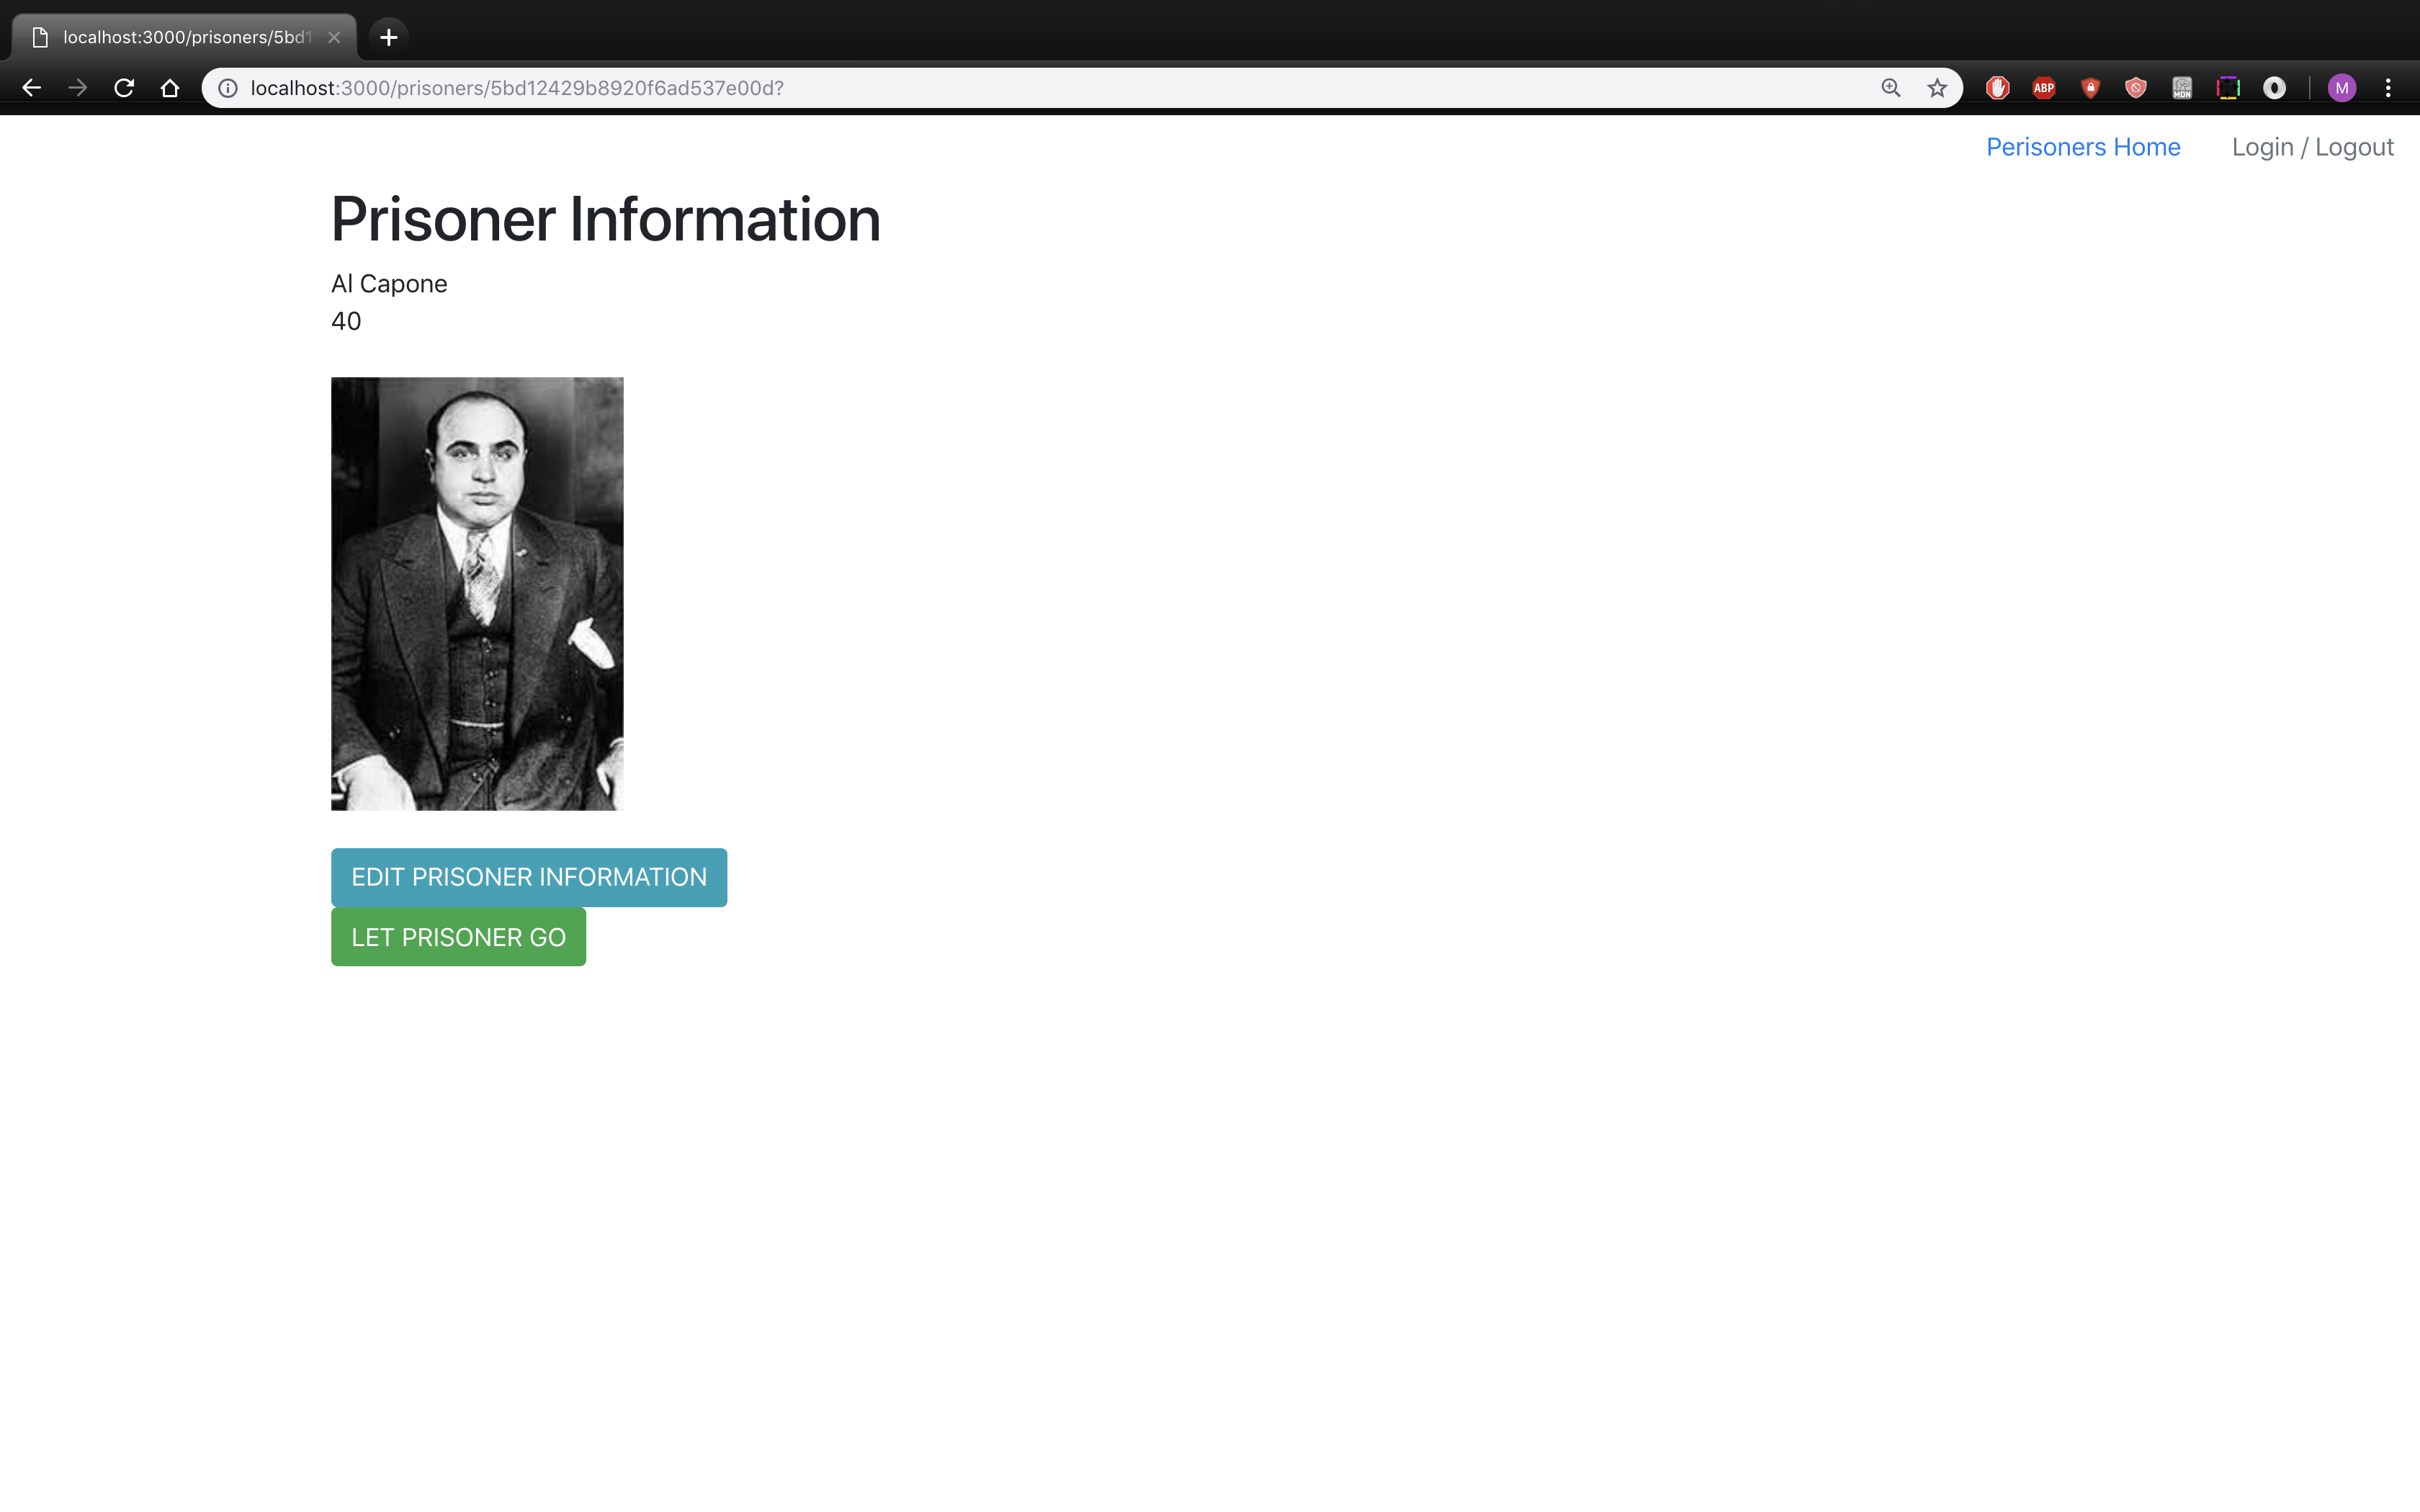 localhost:3000/prisoners/5bd1
localhost:3000/prisoners/5bd12429b8920f6ad537e00d?
ABP
MDN
M
Perisoners Home
Login / Logout
Prisoner Information
Al Capone
40
EDIT PRISONER INFORMATION
LET PRISONER GO